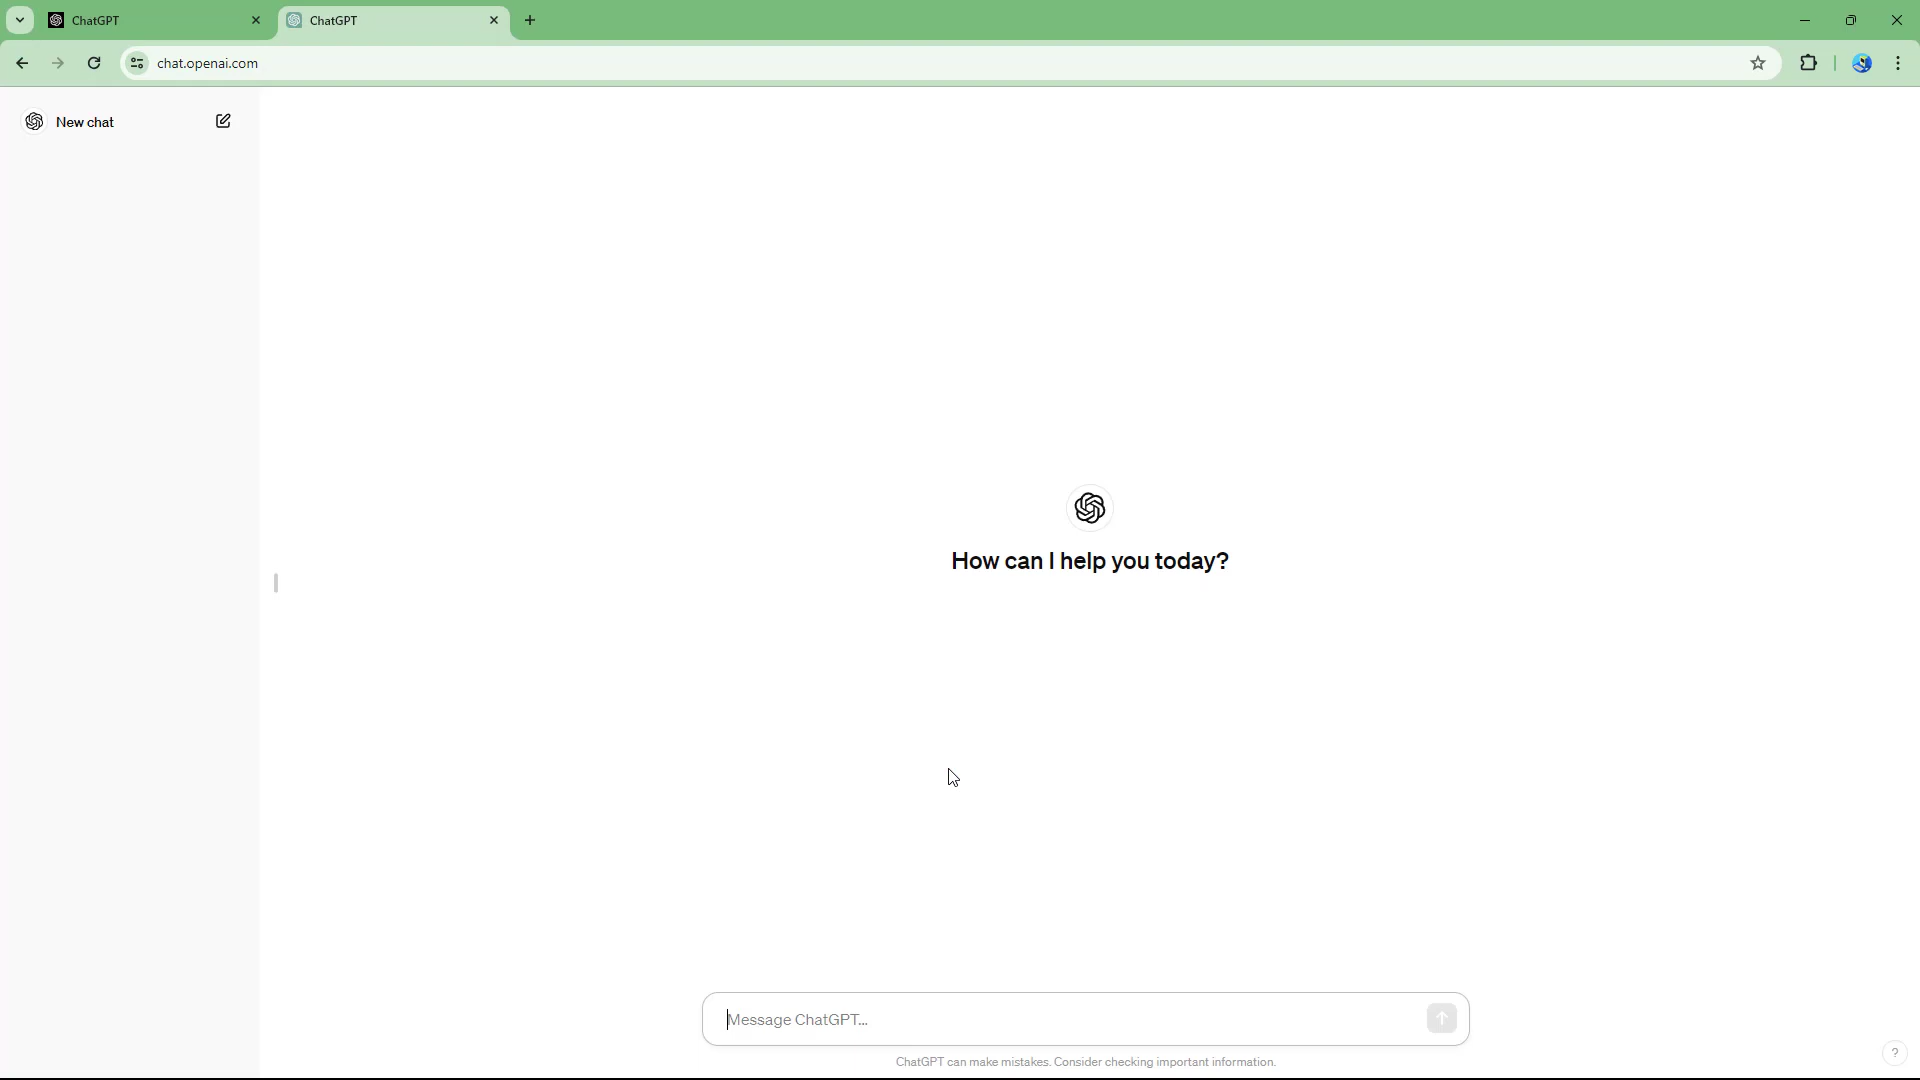 ChatGPT
ChatGPT
chat.openai.com
New chat
How can I help you today?
Message ChatGPT...
ChatGPT can make mistakes. Consider checking important information.
?